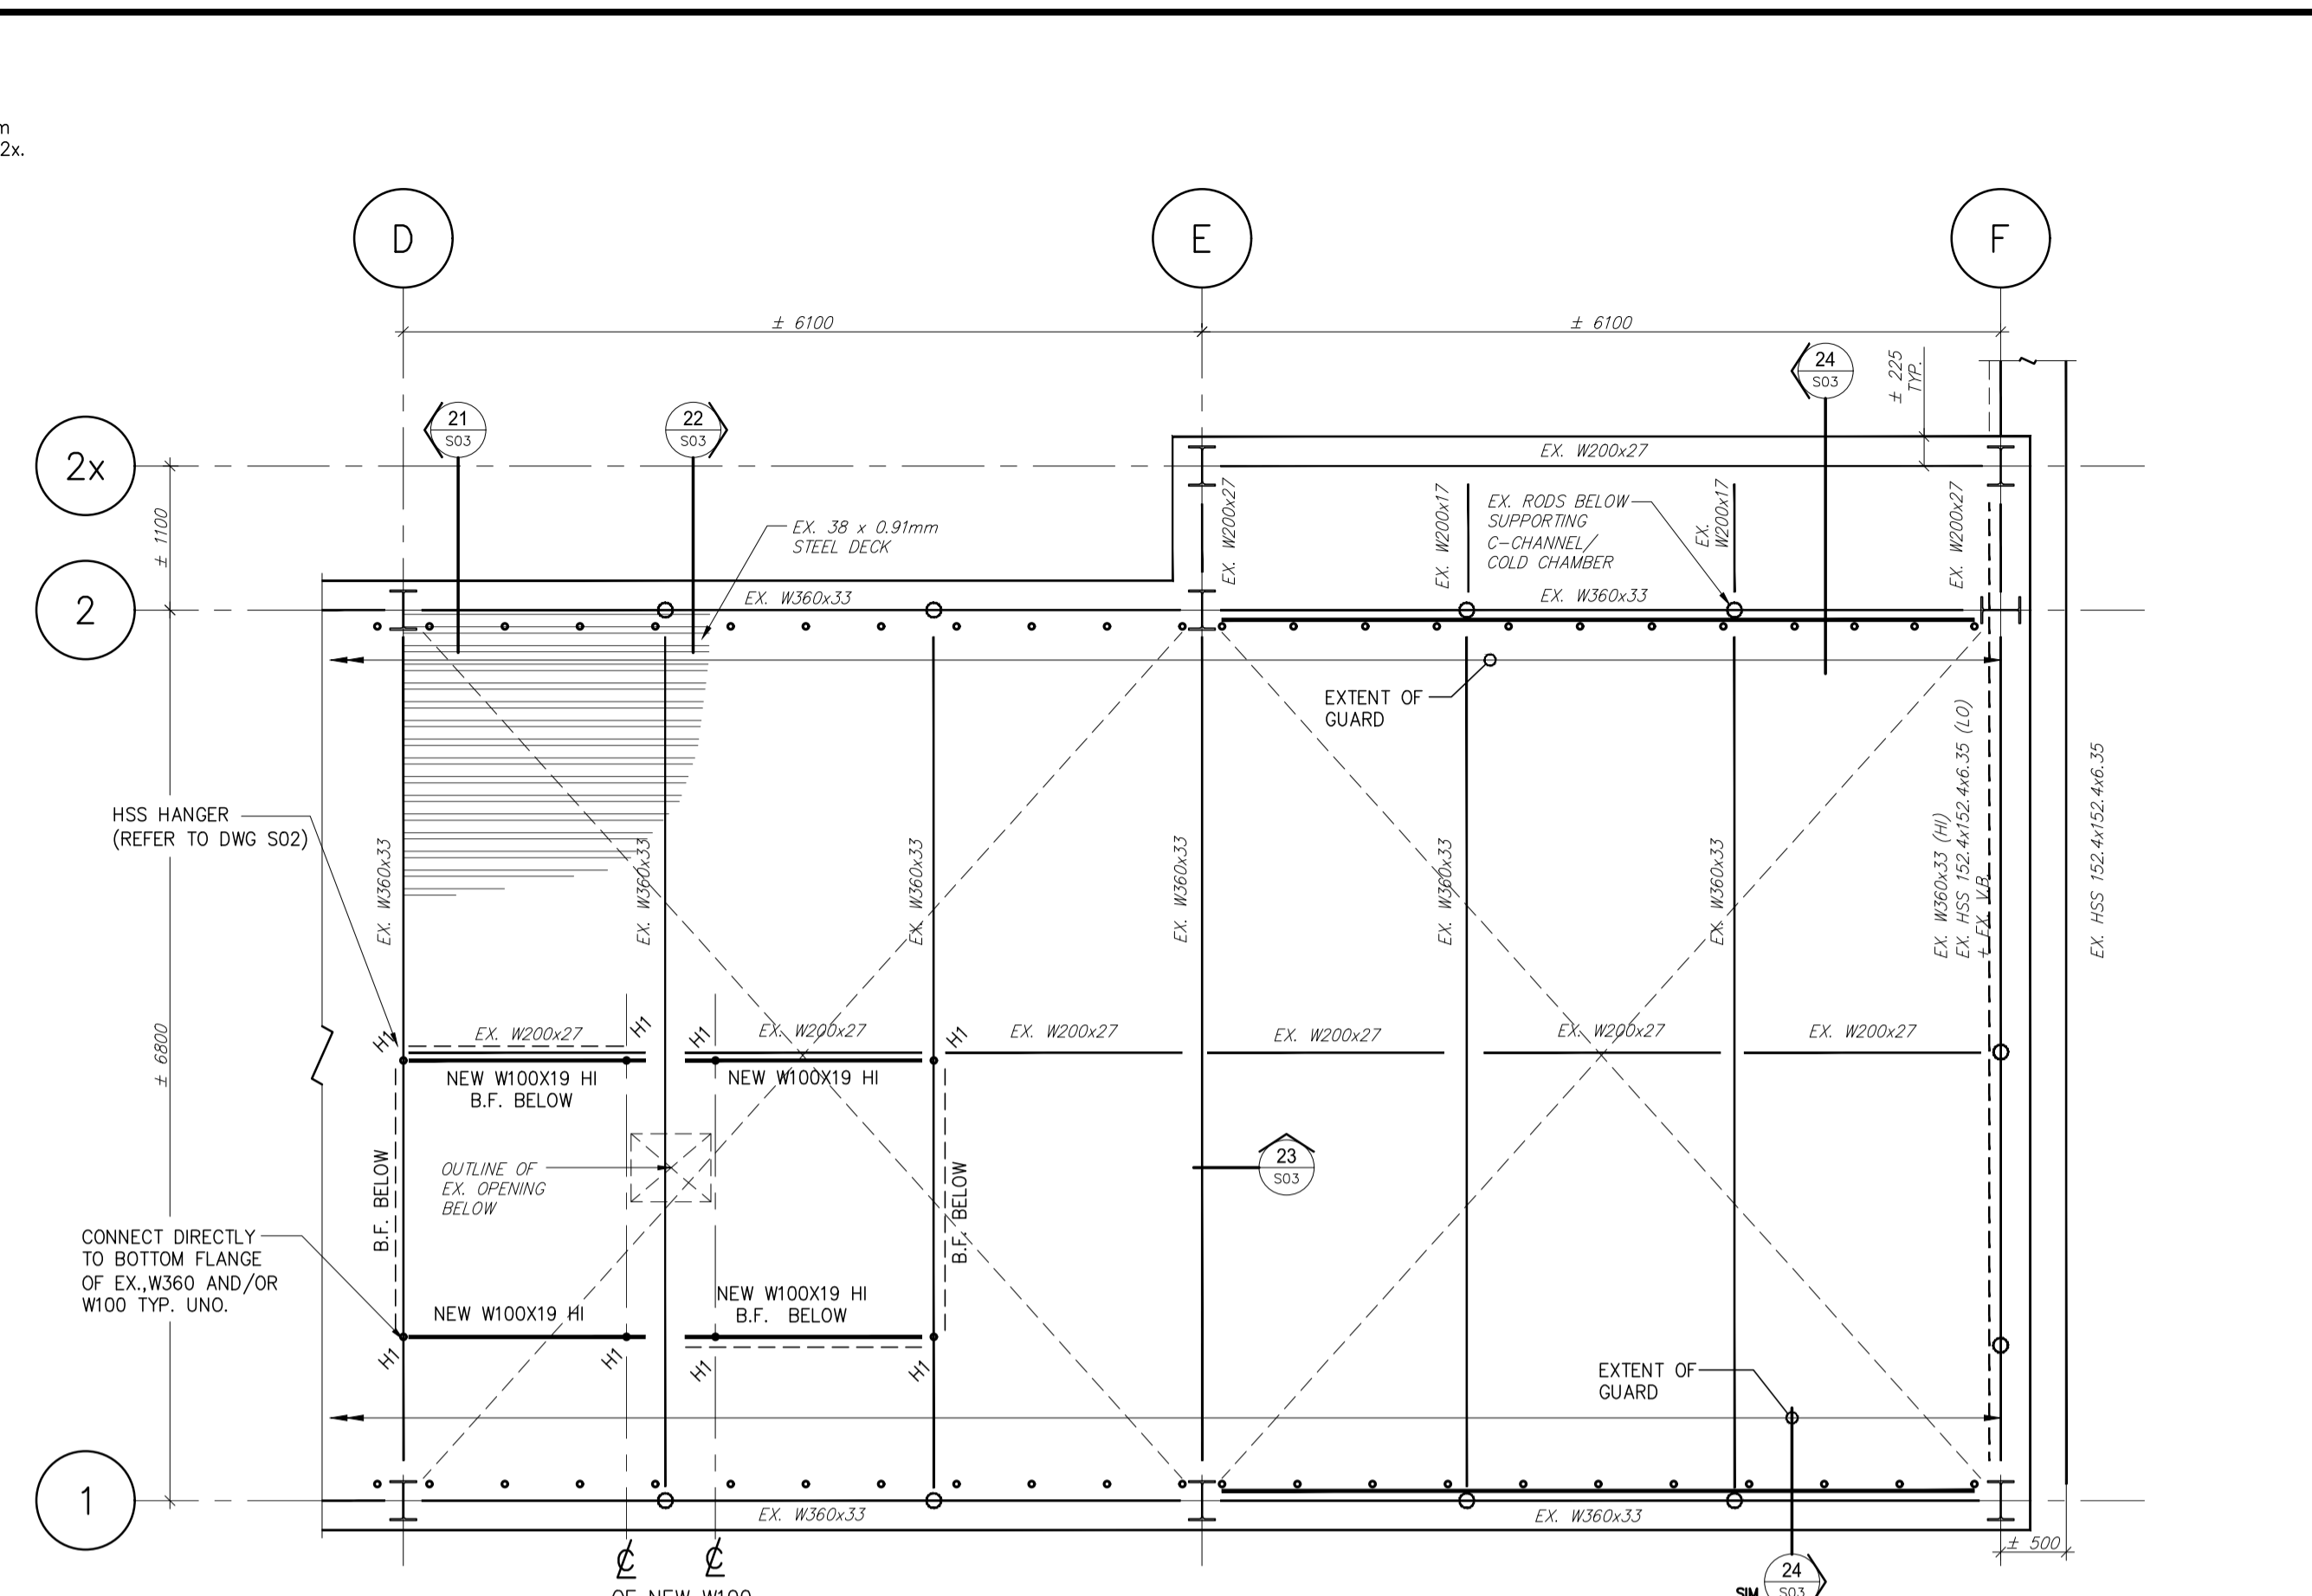 m
2x.
D
E
F
± 6100
± 6100
24
S03
± 225
TYP.
21
S03
22
S03
2x
EX. W200x27
± 1100
EX. 38 x 0.91mm
STEEL DECK
EX. W200x27
EX. W200x17
EX. RODS BELOW
SUPPORTING
C-CHANNEL/
COLD CHAMBER
EX.
W200x17
EX. W200x27
2
EX. W360x33
EX. W360x33
EXTENT OF
GUARD
HSS HANGER
(REFER TO DWG S02)
EX. W360x33
EX. W360x33
EX. W360x33
EX. W360x33
EX. W360x33
EX. W360x33
EX. W360x33 (HI)
EX. HSS 152.4x152.4x6.35 (LO)
+ EX. V.B.
EX. HSS 152.4x152.4x6.35
± 6800
H1
EX. W200x27
H1
H1
EX. W200x27
H1
EX. W200x27
EX. W200x27
EX. W200x27
EX. W200x27
NEW W100X19 HI
B.F. BELOW
NEW W100X19 HI
B.F. BELOW
OUTLINE OF
EX. OPENING
BELOW
B.F. BELOW
23
S03
CONNECT DIRECTLY
TO BOTTOM FLANGE
OF EX.,W360 AND/OR
W100 TYP. UNO.
NEW W100X19 HI
NEW W100X19 HI
B.F. BELOW
H1
H1
H1
H1
EXTENT OF
GUARD
1
EX. W360x33
EX. W360x33
± 500
℄
℄
OF NEW W100
SIM
24
S03